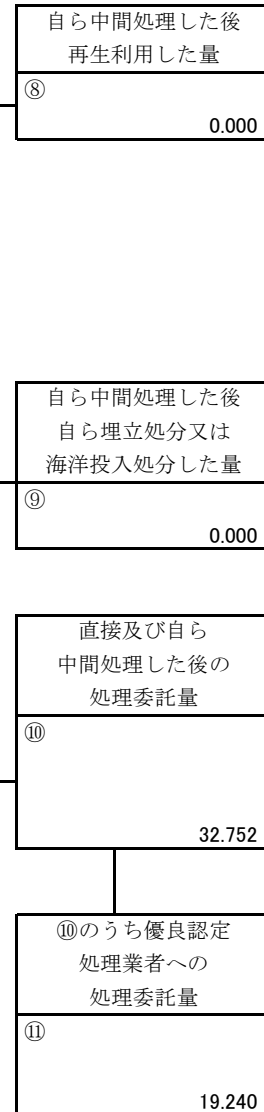 自ら中間処理した後
再生利用した量
⑧
0.000
自ら中間処理した後
自ら埋立処分又は
海洋投入処分した量
⑨
0.000
直接及び自ら
中間処理した後の
処理委託量
⑩
32.752
⑩のうち優良認定
処理業者への
処理委託量
⑪
19.240